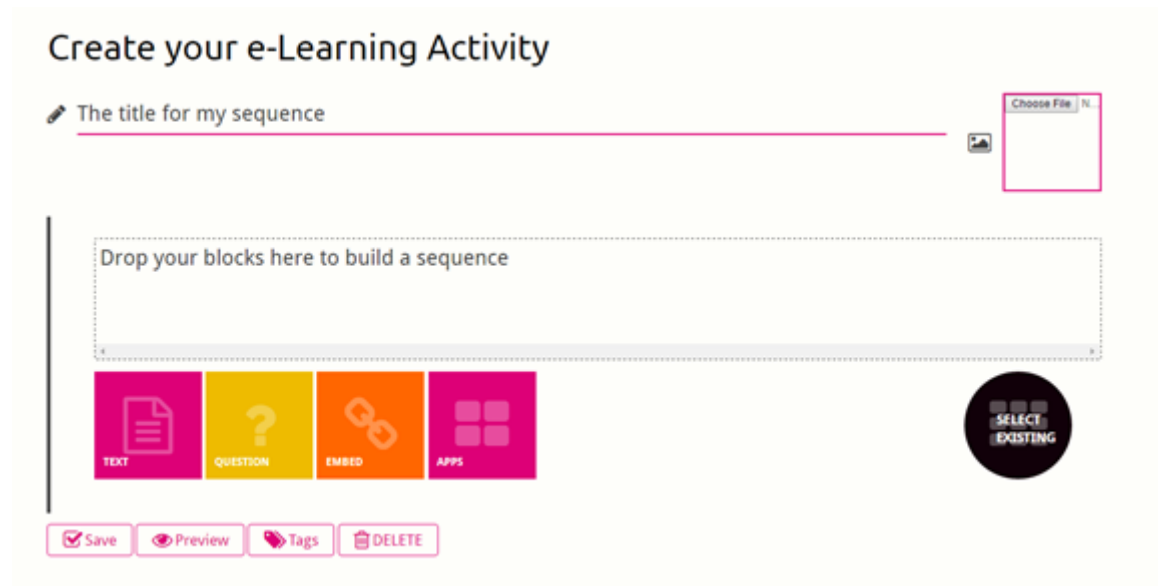 Create your e-Learning Activity
The title for my sequence
Choose File N...
Drop your blocks here to build a sequence
TEXT
QUESTION
EMBED
APPS
SELECT
EXISTING
Save
Preview
Tags
DELETE